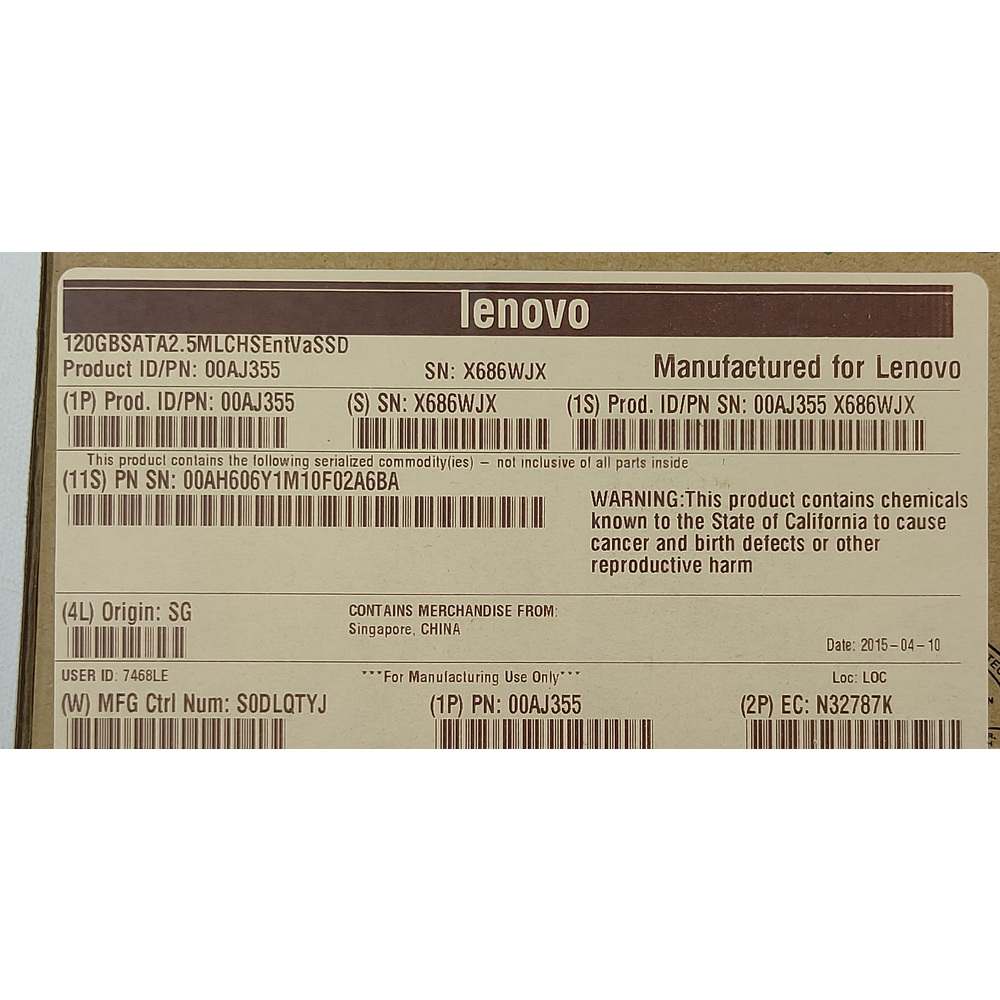 lenovo
120GBSATA2.5MLCHSEntVaSSD
Product ID/PN: 00AJ355 SN: X686WJX Manufactured for Lenovo
(1P) Prod. ID/PN: 00AJ355 (S) SN: X686WJX (1S) Prod. ID/PN SN: 00AJ355 X686WJX
This product contains the following serialized commodity(ies) – not inclusive of all parts inside
(11S) PN SN: 00AH606Y1M10F02A6BA
WARNING:This product contains chemicals
known to the State of California to cause
cancer and birth defects or other
reproductive harm
(4L) Origin: SG CONTAINS MERCHANDISE FROM:
Singapore, CHINA
Date: 2015-04-10
USER ID: 7468LE ***For Manufacturing Use Only*** Loc: LOC
(W) MFG Ctrl Num: S0DLQTYJ (1P) PN: 00AJ355 (2P) EC: N32787K